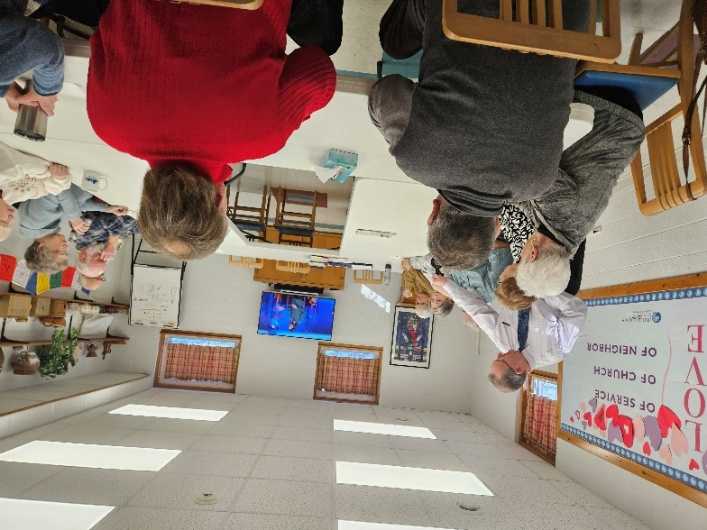 LOVE
OF NEIGHBOR
OF CHURCH
OF SERVICE